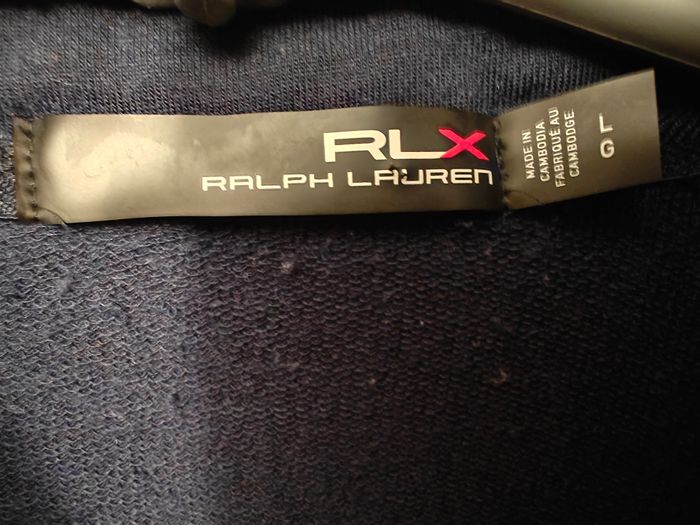 RLX
RALPH LAUREN
MADE IN
CAMBODIA
FABRIQUÉ AU
CAMBODGE
L
G